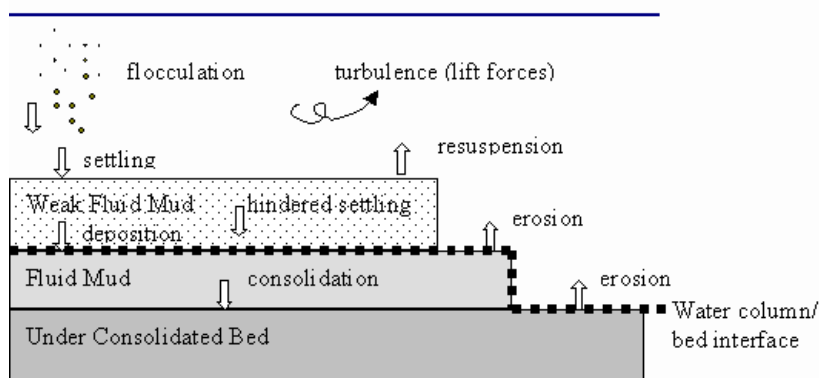 flocculation
turbulence (lift forces)
settling
resuspension
Weak Fluid Mud
hindered settling
deposition
erosion
Fluid Mud
consolidation
erosion
Under Consolidated Bed
Water column/
bed interface